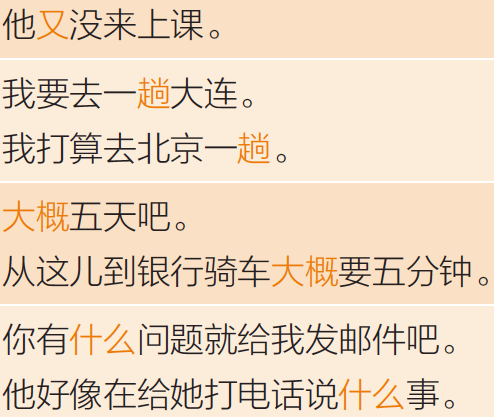 他又没来上课。
我要去一趟大连。
我打算去北京一趟。
大概五天吧。
从这儿到银行骑车大概要五分钟。
你有什么问题就给我发邮件吧。
他好像在给她打电话说什么事。